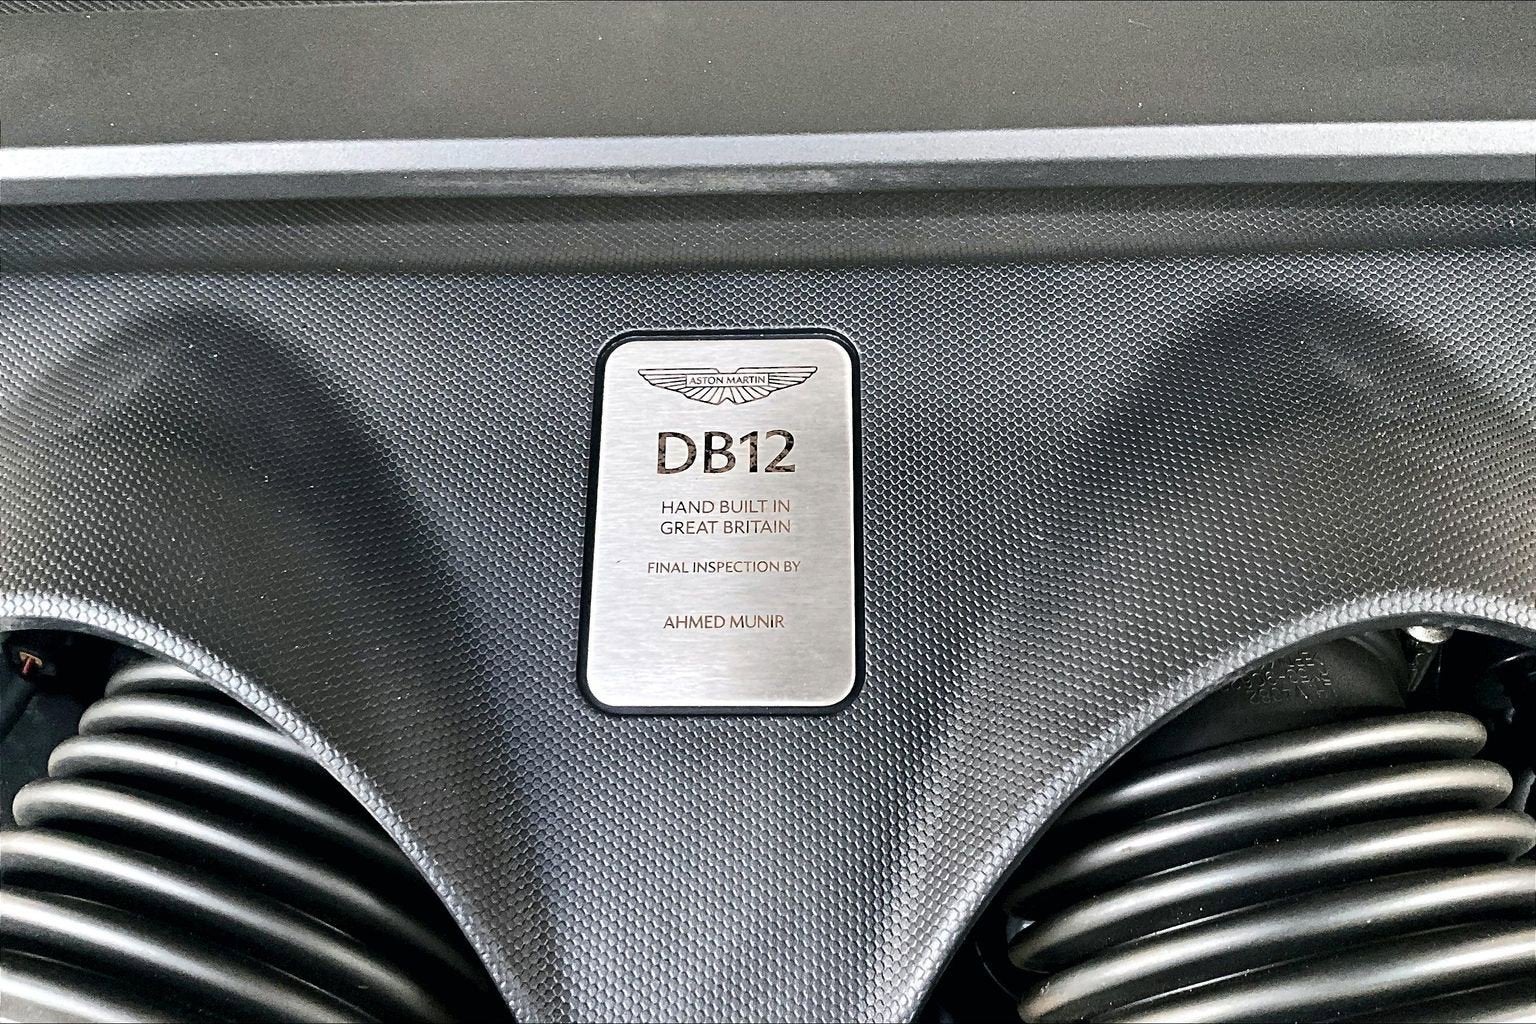 ASTON MARTIN
DB12
HAND BUILT IN
GREAT BRITAIN
FINAL INSPECTION BY
AHMED MUNIR